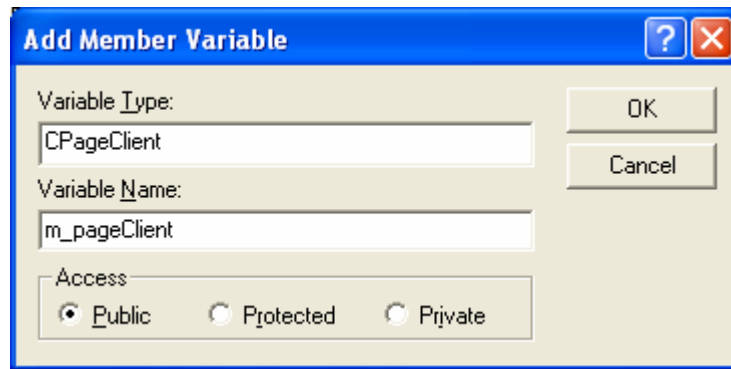 Add Member Variable
?
Variable Type:
OK
CPageClient
Cancel
Variable Name:
m_pageClient
Access
Public Protected Private